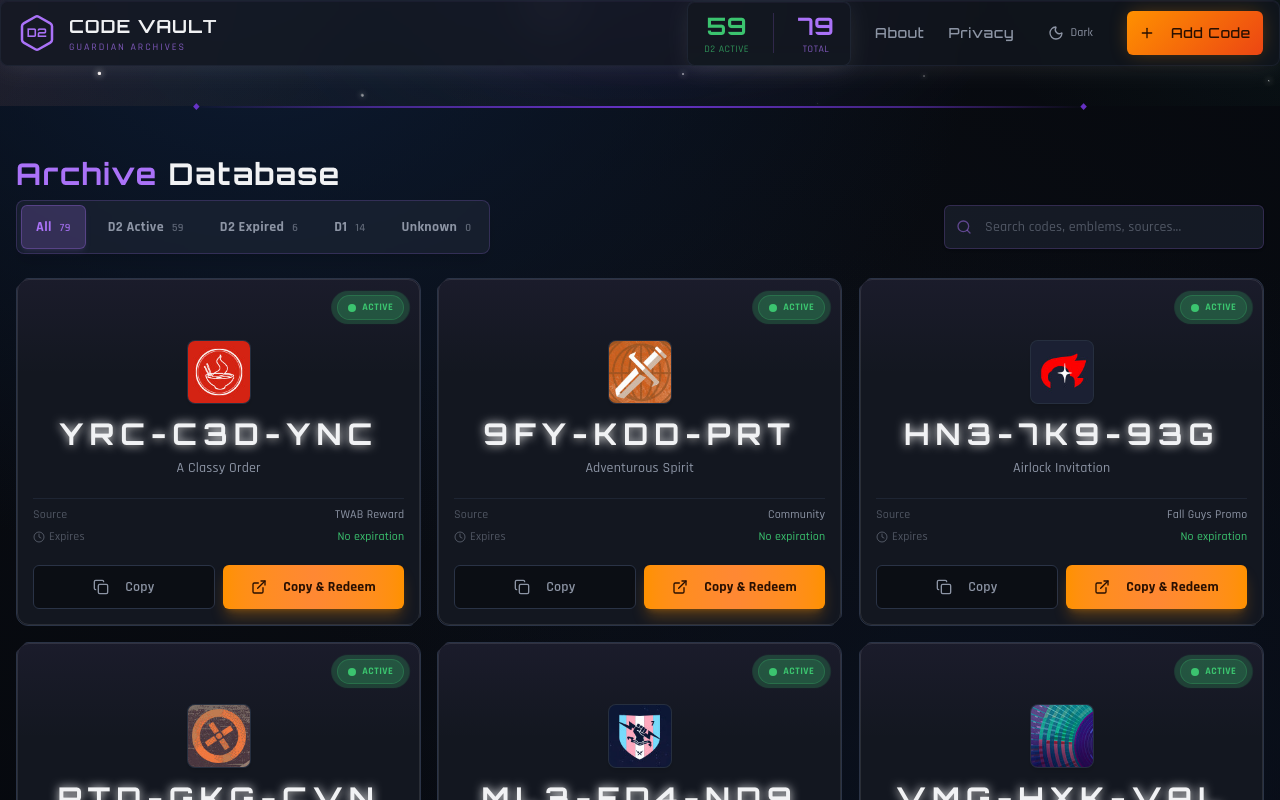 D2
CODE VAULT
GUARDIAN ARCHIVES
59
D2 ACTIVE
79
TOTAL
About
Privacy
Dark
+ Add Code
Archive Database
All 79
D2 Active 59
D2 Expired 6
D1 14
Unknown 0
Search codes, emblems, sources...
ACTIVE
YRC-C3D-YNC
A Classy Order
Source
TWAB Reward
Expires
No expiration
Copy
Copy & Redeem
ACTIVE
9FY-KDD-PRT
Adventurous Spirit
Source
Community
Expires
No expiration
Copy
Copy & Redeem
ACTIVE
HN3-7K9-93G
Airlock Invitation
Source
Fall Guys Promo
Expires
No expiration
Copy
Copy & Redeem
ACTIVE
ACTIVE
7
ACTIVE